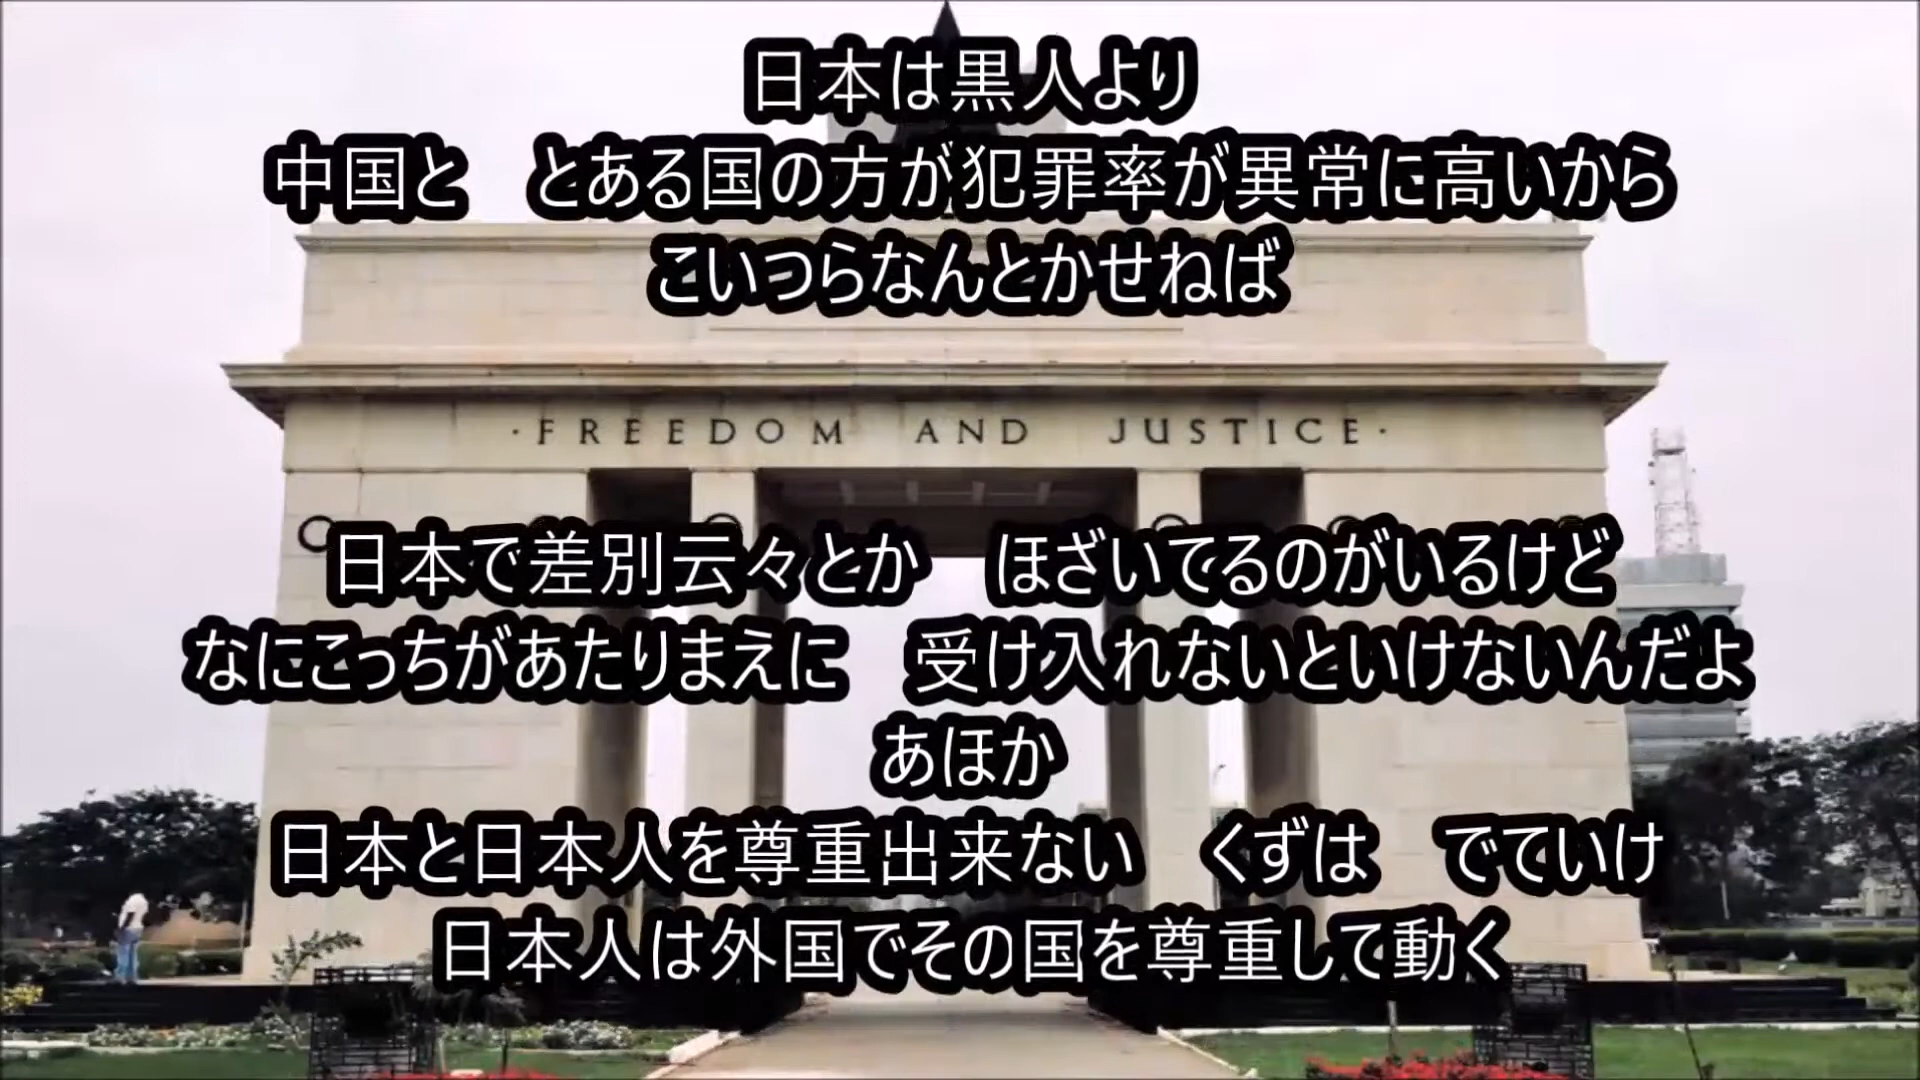 日本は黒人より
中国と　とある国の方が犯罪率が異常に高いから
こいつらなんとかせねば
・FREEDOM AND JUSTICE・
日本で差別云々とか　ほざいてるのがいるけど
なにこっちがあたりまえに　受け入れないといけないんだよ
あほか
日本と日本人を尊重出来ない　くずは　でていけ
日本人は外国でその国を尊重して動く